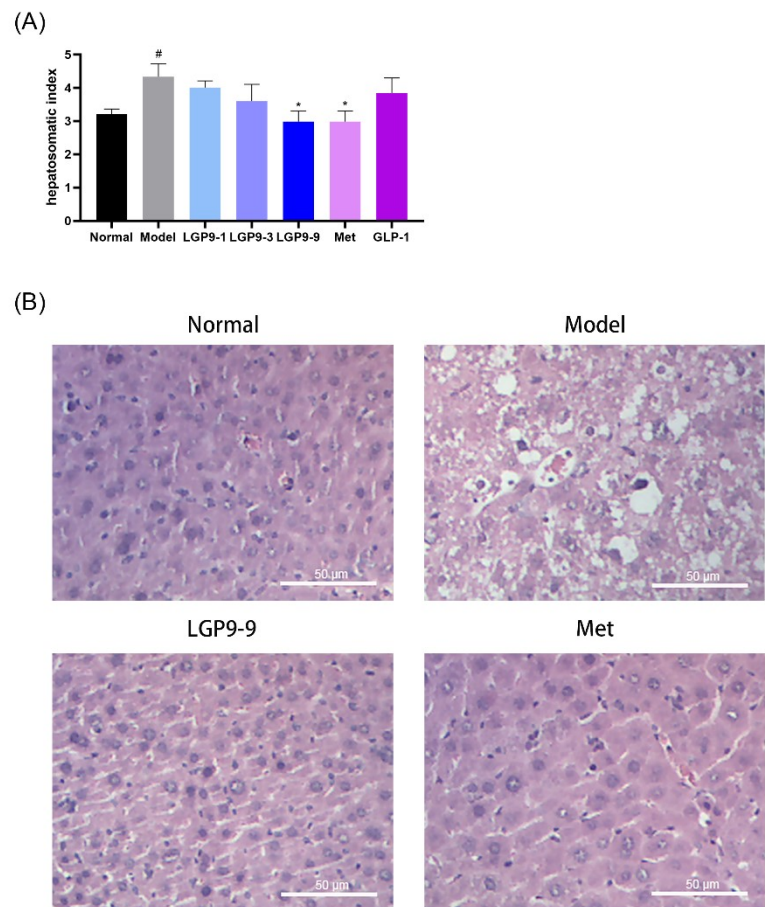 (A)
hepatosomatic index
5
4
3
2
1
0
#
*
*
Normal Model LGP9-1 LGP9-3 LGP9-9 Met GLP-1
(B)
Normal Model
50 μm 50 μm
LGP9-9 Met
50 μm 50 μm